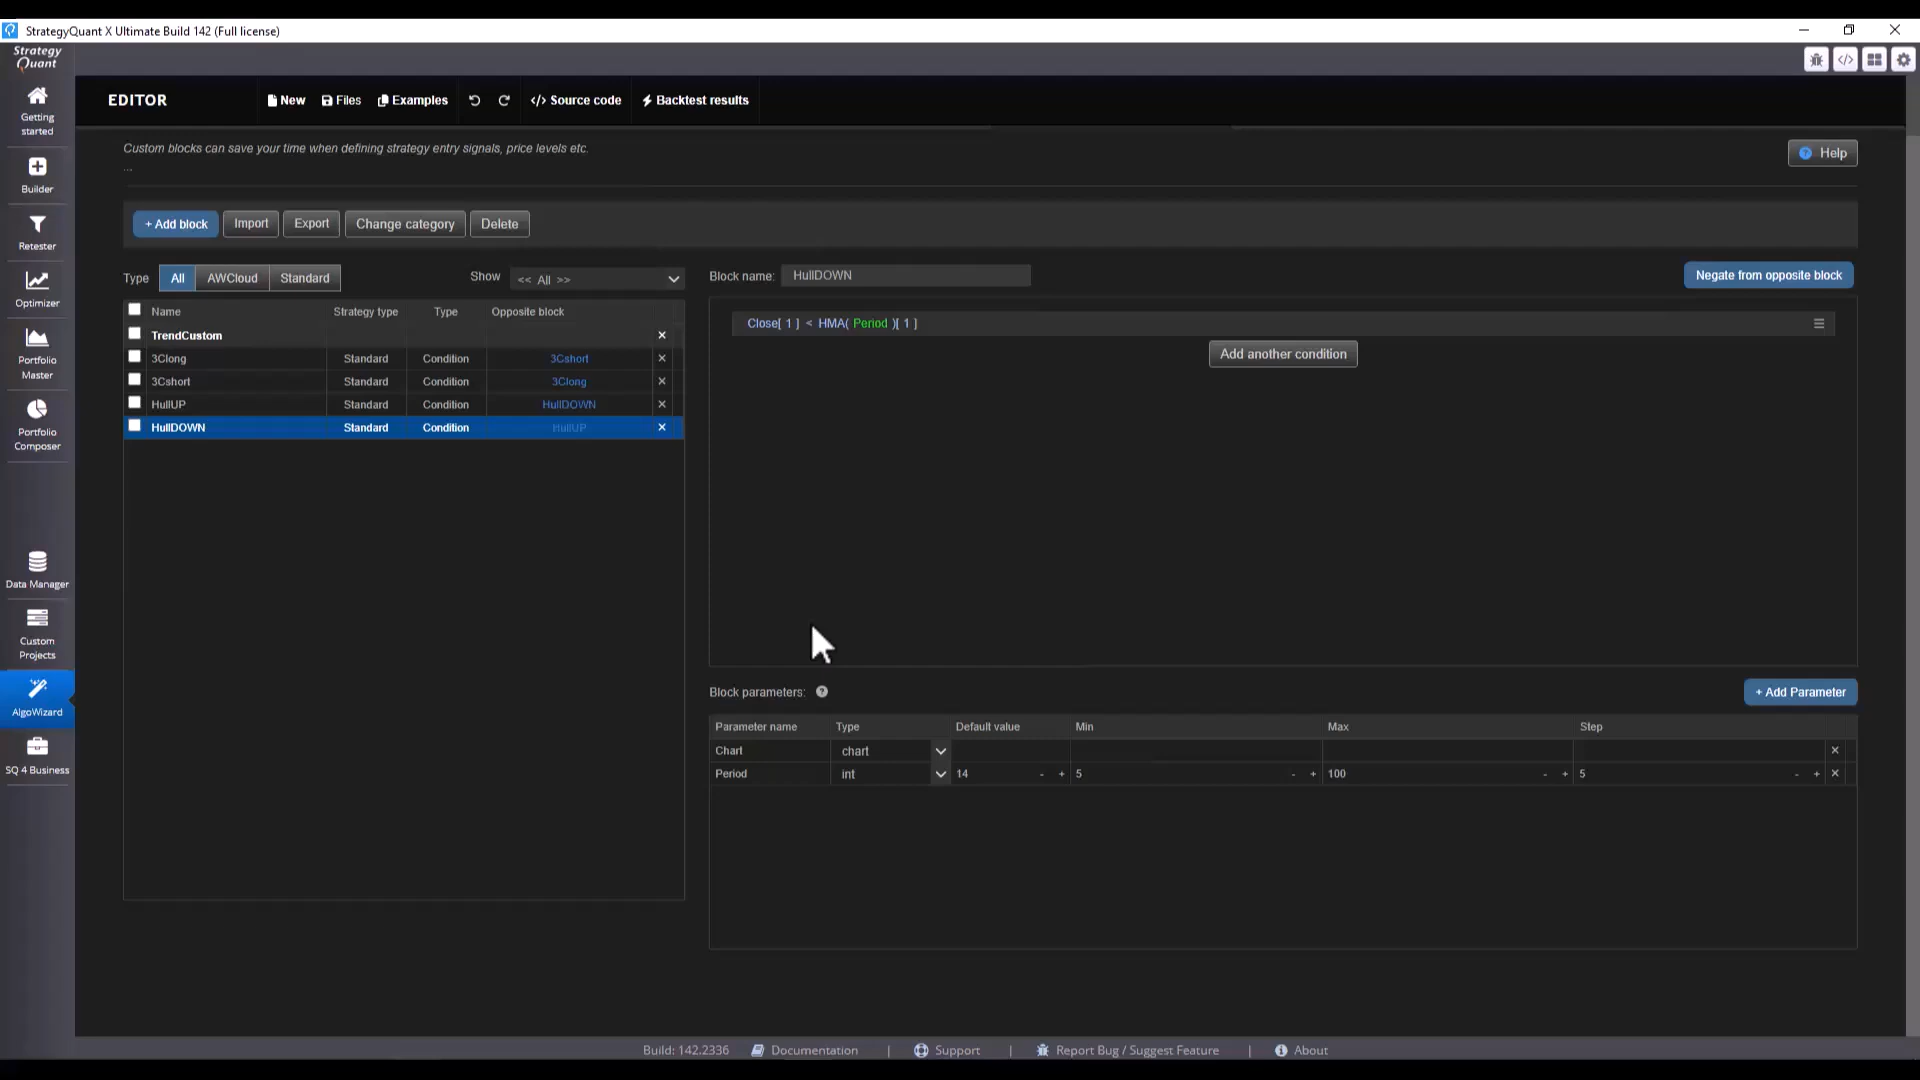 StrategyQuant X Ultimate Build 142 (Full license)
Strategy
Quant
Getting
started
Builder
Retester
Optimizer
Portfolio
Master
Portfolio
Composer
Data Manager
Custom
Projects
AlgoWizard
SQ 4 Business
EDITOR
New
Files
Examples
</> Source code
Backtest results
Custom blocks can save your time when defining strategy entry signals, price levels etc.
...
Help
+ Add block
Import
Export
Change category
Delete
Type
All
AWCloud
Standard
Show
<< All >>
Name Strategy type Type Opposite block
TrendCustom
3Clong Standard Condition 3Cshort
3Cshort Standard Condition 3Clong
HullUP Standard Condition HullDOWN
HullDOWN Standard Condition HullUP
Block name: HullDOWN
Negate from opposite block
Close[ 1 ] < HMA( Period )[ 1 ]
Add another condition
Block parameters: ?
+ Add Parameter
Parameter name Type Default value Min Max Step
Chart chart
Period int 14 - + 5 - + 100 - + 5 - +
Build: 142.2336
Documentation
|
Support
|
Report Bug / Suggest Feature
|
About